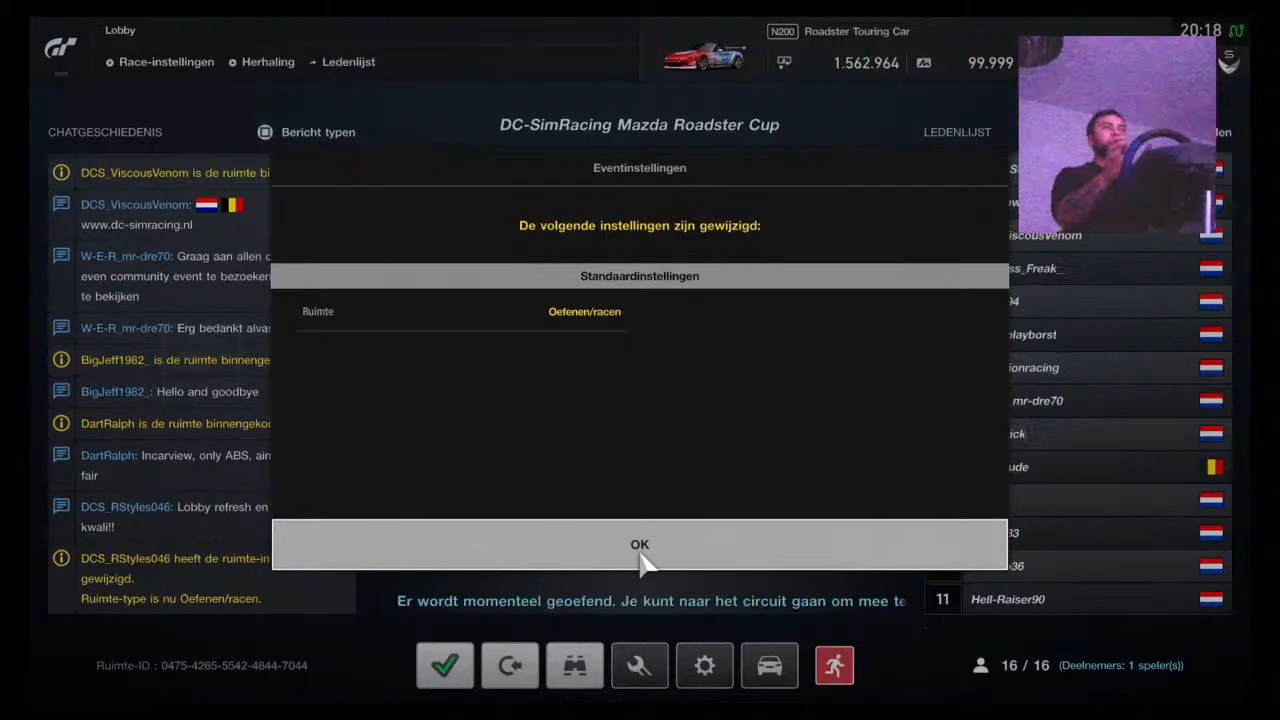 Lobby
N200 Roadster Touring Car
20:18
Race-instellingen Herhaling Ledenlijst
1.562.964
99.999
CHATGESCHIEDENIS
Bericht typen
DC-SimRacing Mazda Roadster Cup
LEDENLIJST
Eventinstellingen
De volgende instellingen zijn gewijzigd:
Standaardinstellingen
Ruimte Oefenen/racen
OK
DCS_ViscousVenom is de ruimte bi
DCS_ViscousVenom:
www.dc-simracing.nl
W-E-R_mr-dre70: Graag aan allen
even community event te bezoeken
te bekijken
W-E-R_mr-dre70: Erg bedankt alvas
BigJeff1982_ is de ruimte binnenge
BigJeff1982_: Hello and goodbye
DartRalph is de ruimte binnengeko
DartRalph: Incarview, only ABS, ain
fair
DCS_RStyles046: Lobby refresh en
kwali!!
DCS_RStyles046 heeft de ruimte-in
gewijzigd.
Ruimte-type is nu Oefenen/racen.
len
iscousVenom
ss_Freak_
94
playborst
ionracing
_mr-dre70
ick
ude
33
o36
11 Hell-Raiser90
Er wordt momenteel geoefend. Je kunt naar het circuit gaan om mee te
Ruimte-ID : 0475-4265-5542-4844-7044
16 / 16 (Deelnemers: 1 speler(s))